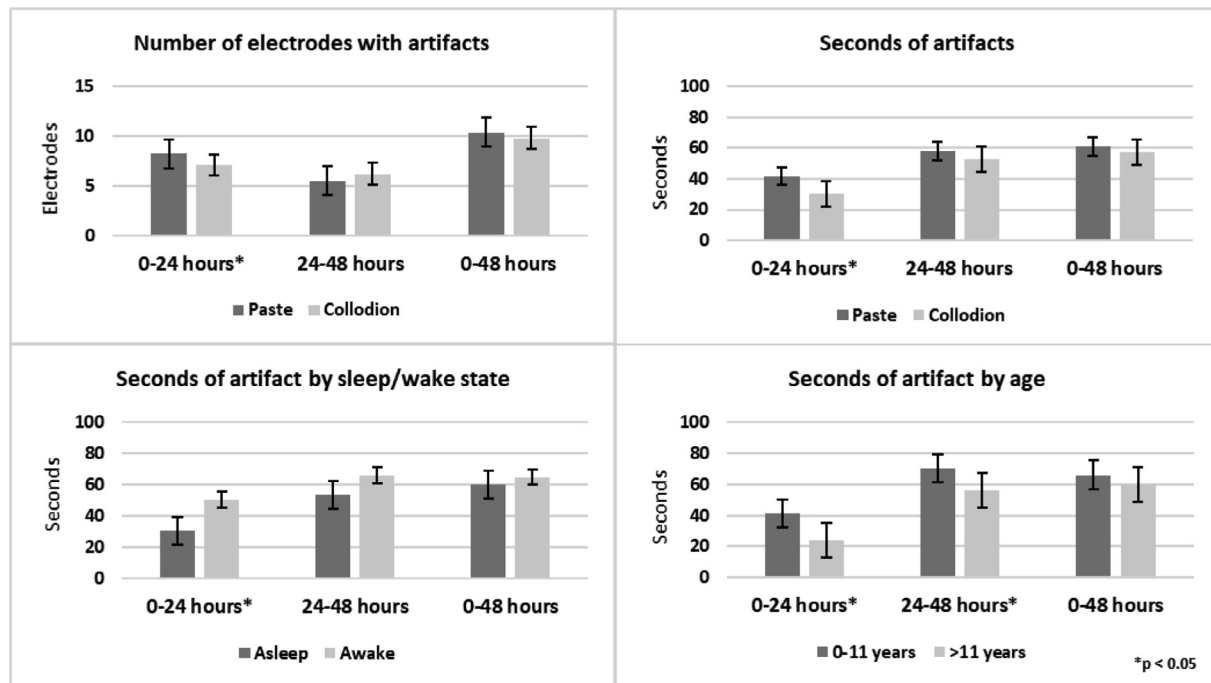 Number of electrodes with artifacts
15
10
5
0
Electrodes
0-24 hours*
24-48 hours
0-48 hours
Paste
Collodion
Seconds of artifacts
100
80
60
40
20
0
Seconds
0-24 hours*
24-48 hours
0-48 hours
Paste
Collodion
Seconds of artifact by sleep/wake state
100
80
60
40
20
0
Seconds
0-24 hours*
24-48 hours
0-48 hours
Asleep
Awake
Seconds of artifact by age
100
80
60
40
20
0
Seconds
0-24 hours*
24-48 hours*
0-48 hours
0-11 years
>11 years
*p < 0.05